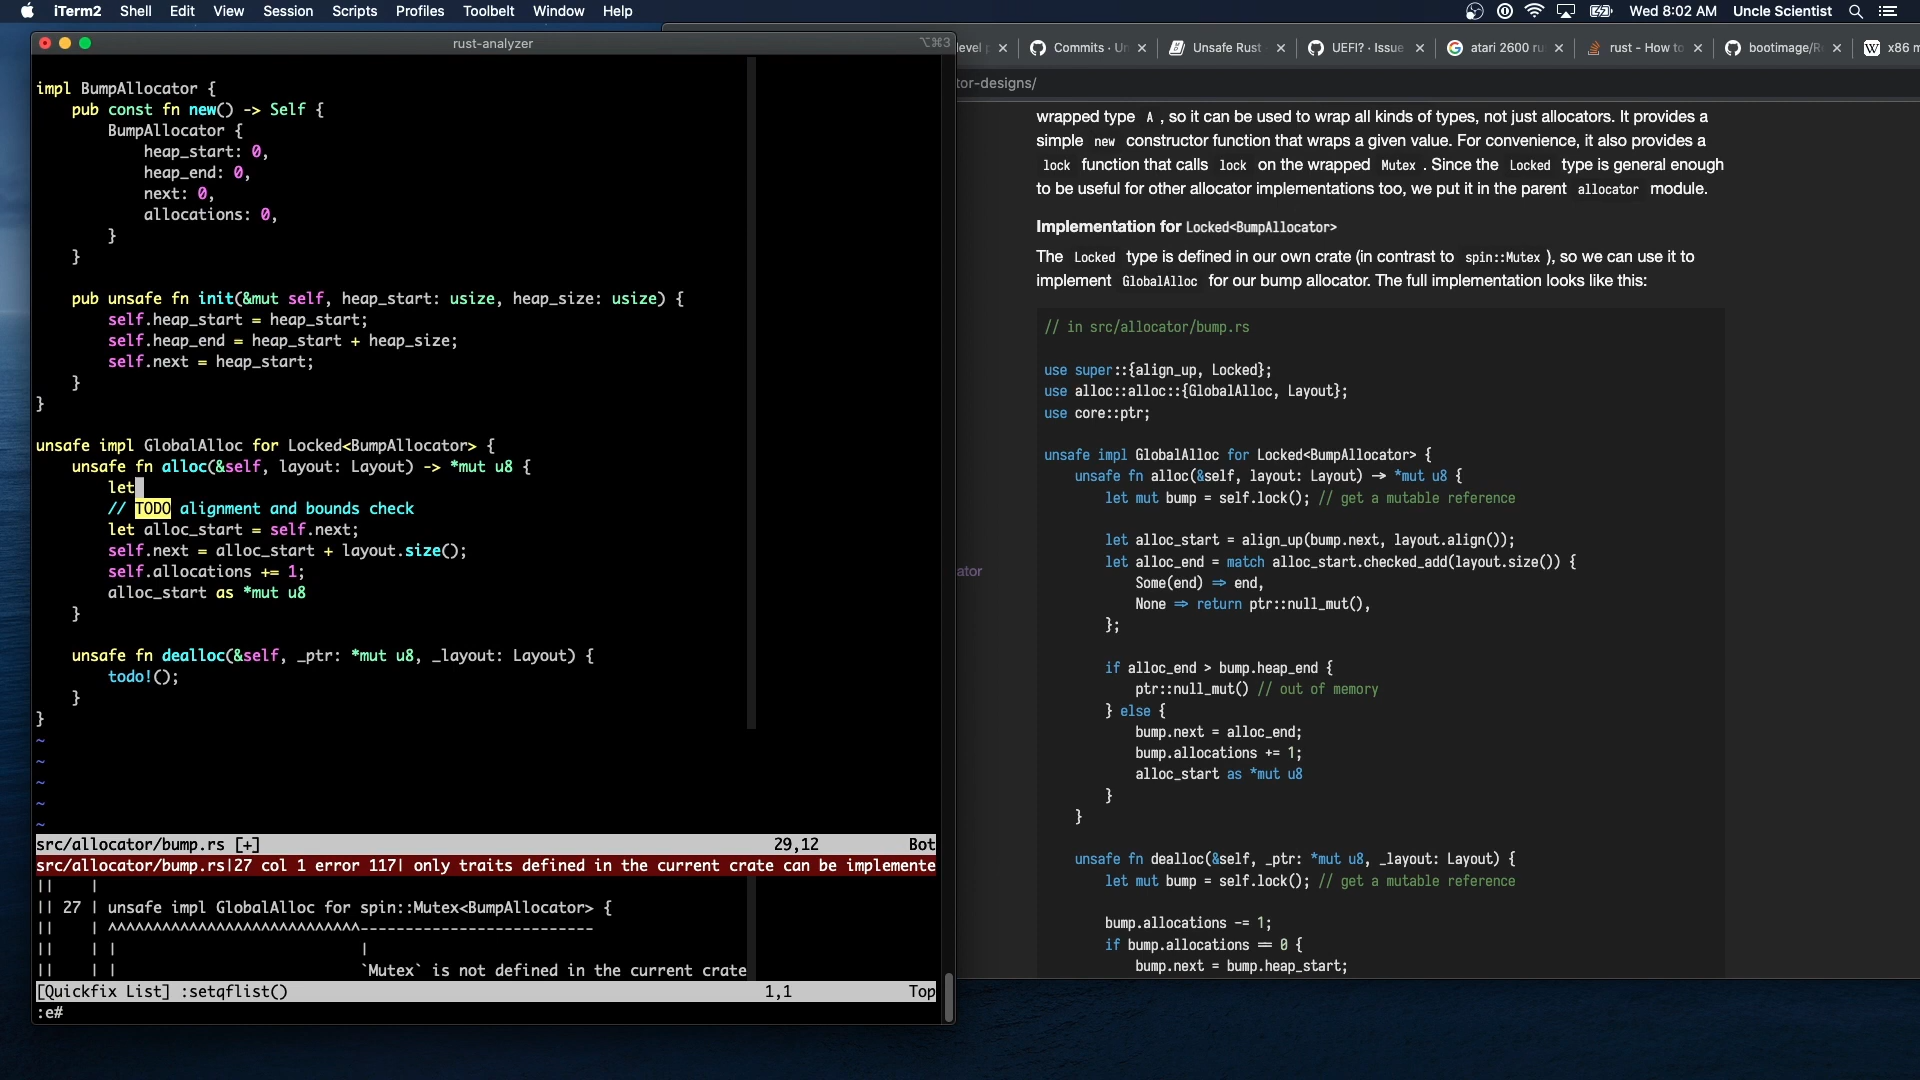 iTerm2 Shell Edit View Session Scripts Profiles Toolbelt Window Help Wed 8:02 AM Uncle Scientist
rust-analyzer ⌥⌘3
impl BumpAllocator {
    pub const fn new() -> Self {
        BumpAllocator {
            heap_start: 0,
            heap_end: 0,
            next: 0,
            allocations: 0,
        }
    }
    pub unsafe fn init(&mut self, heap_start: usize, heap_size: usize) {
        self.heap_start = heap_start;
        self.heap_end = heap_start + heap_size;
        self.next = heap_start;
    }
}
unsafe impl GlobalAlloc for Locked<BumpAllocator> {
    unsafe fn alloc(&self, layout: Layout) -> *mut u8 {
        let
        // TODO alignment and bounds check
        let alloc_start = self.next;
        self.next = alloc_start + layout.size();
        self.allocations += 1;
        alloc_start as *mut u8
    }
    unsafe fn dealloc(&self, _ptr: *mut u8, _layout: Layout) {
        todo!();
    }
}
~
~
~
~
~
src/allocator/bump.rs [+] 29,12 Bot
src/allocator/bump.rs|27 col 1 error 117| only traits defined in the current crate can be implemente
||    |
|| 27 | unsafe impl GlobalAlloc for spin::Mutex<BumpAllocator> {
||    | ^^^^^^^^^^^^^^^^^^^^^^^^^^^^--------------------------
||    | |                           |
||    | |                           `Mutex` is not defined in the current crate
[Quickfix List] :setqflist() 1,1 Top
:e#
level Commits · Un Unsafe Rust - UEFI? · Issue atari 2600 ru rust - How to bootimage/R x86 m
tor-designs/
wrapped type A , so it can be used to wrap all kinds of types, not just allocators. It provides a
simple new constructor function that wraps a given value. For convenience, it also provides a
lock function that calls lock on the wrapped Mutex . Since the Locked type is general enough
to be useful for other allocator implementations too, we put it in the parent allocator module.
Implementation for Locked<BumpAllocator>
The Locked type is defined in our own crate (in contrast to spin::Mutex ), so we can use it to
implement GlobalAlloc for our bump allocator. The full implementation looks like this:
// in src/allocator/bump.rs
use super::{align_up, Locked};
use alloc::alloc::{GlobalAlloc, Layout};
use core::ptr;
unsafe impl GlobalAlloc for Locked<BumpAllocator> {
    unsafe fn alloc(&self, layout: Layout) → *mut u8 {
        let mut bump = self.lock(); // get a mutable reference
        let alloc_start = align_up(bump.next, layout.align());
        let alloc_end = match alloc_start.checked_add(layout.size()) {
            Some(end) ⇒ end,
            None ⇒ return ptr::null_mut(),
        };
        if alloc_end > bump.heap_end {
            ptr::null_mut() // out of memory
        } else {
            bump.next = alloc_end;
            bump.allocations += 1;
            alloc_start as *mut u8
        }
    }
    unsafe fn dealloc(&self, _ptr: *mut u8, _layout: Layout) {
        let mut bump = self.lock(); // get a mutable reference
        bump.allocations -= 1;
        if bump.allocations == 0 {
            bump.next = bump.heap_start;
ator